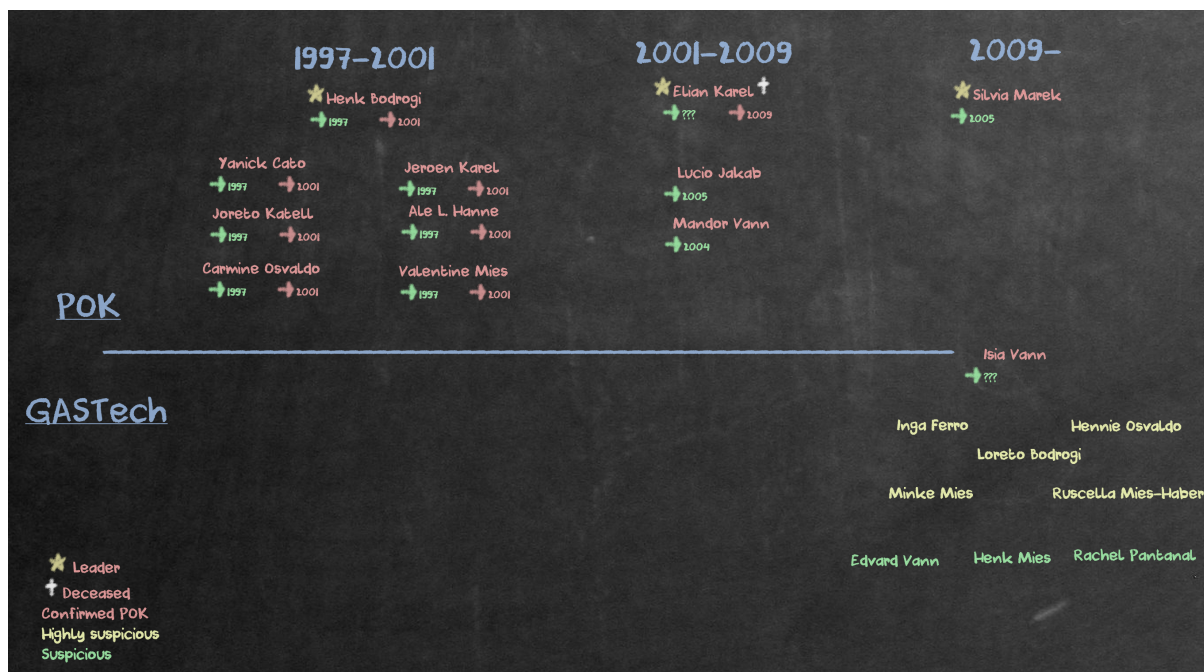 1997-2001
2001-2009
2009-
Henk Bodrogi
1997 2001
Elian Karel
??? 2009
Silvia Marek
2005
Yanick Cato
1997 2001
Jeroen Karel
1997 2001
Joreto Katell
1997 2001
Ale L. Hanne
1997 2001
Carmine Osvaldo
1997 2001
Valentine Mies
1997 2001
Lucio Jakab
2005
Mandor Vann
2004
POK
Isia Vann
???
GASTech
Inga Ferro
Hennie Osvaldo
Loreto Bodrogi
Minke Mies
Ruscella Mies-Haber
Edvard Vann
Henk Mies
Rachel Pantanal
Leader
Deceased
Confirmed POK
Highly suspicious
Suspicious